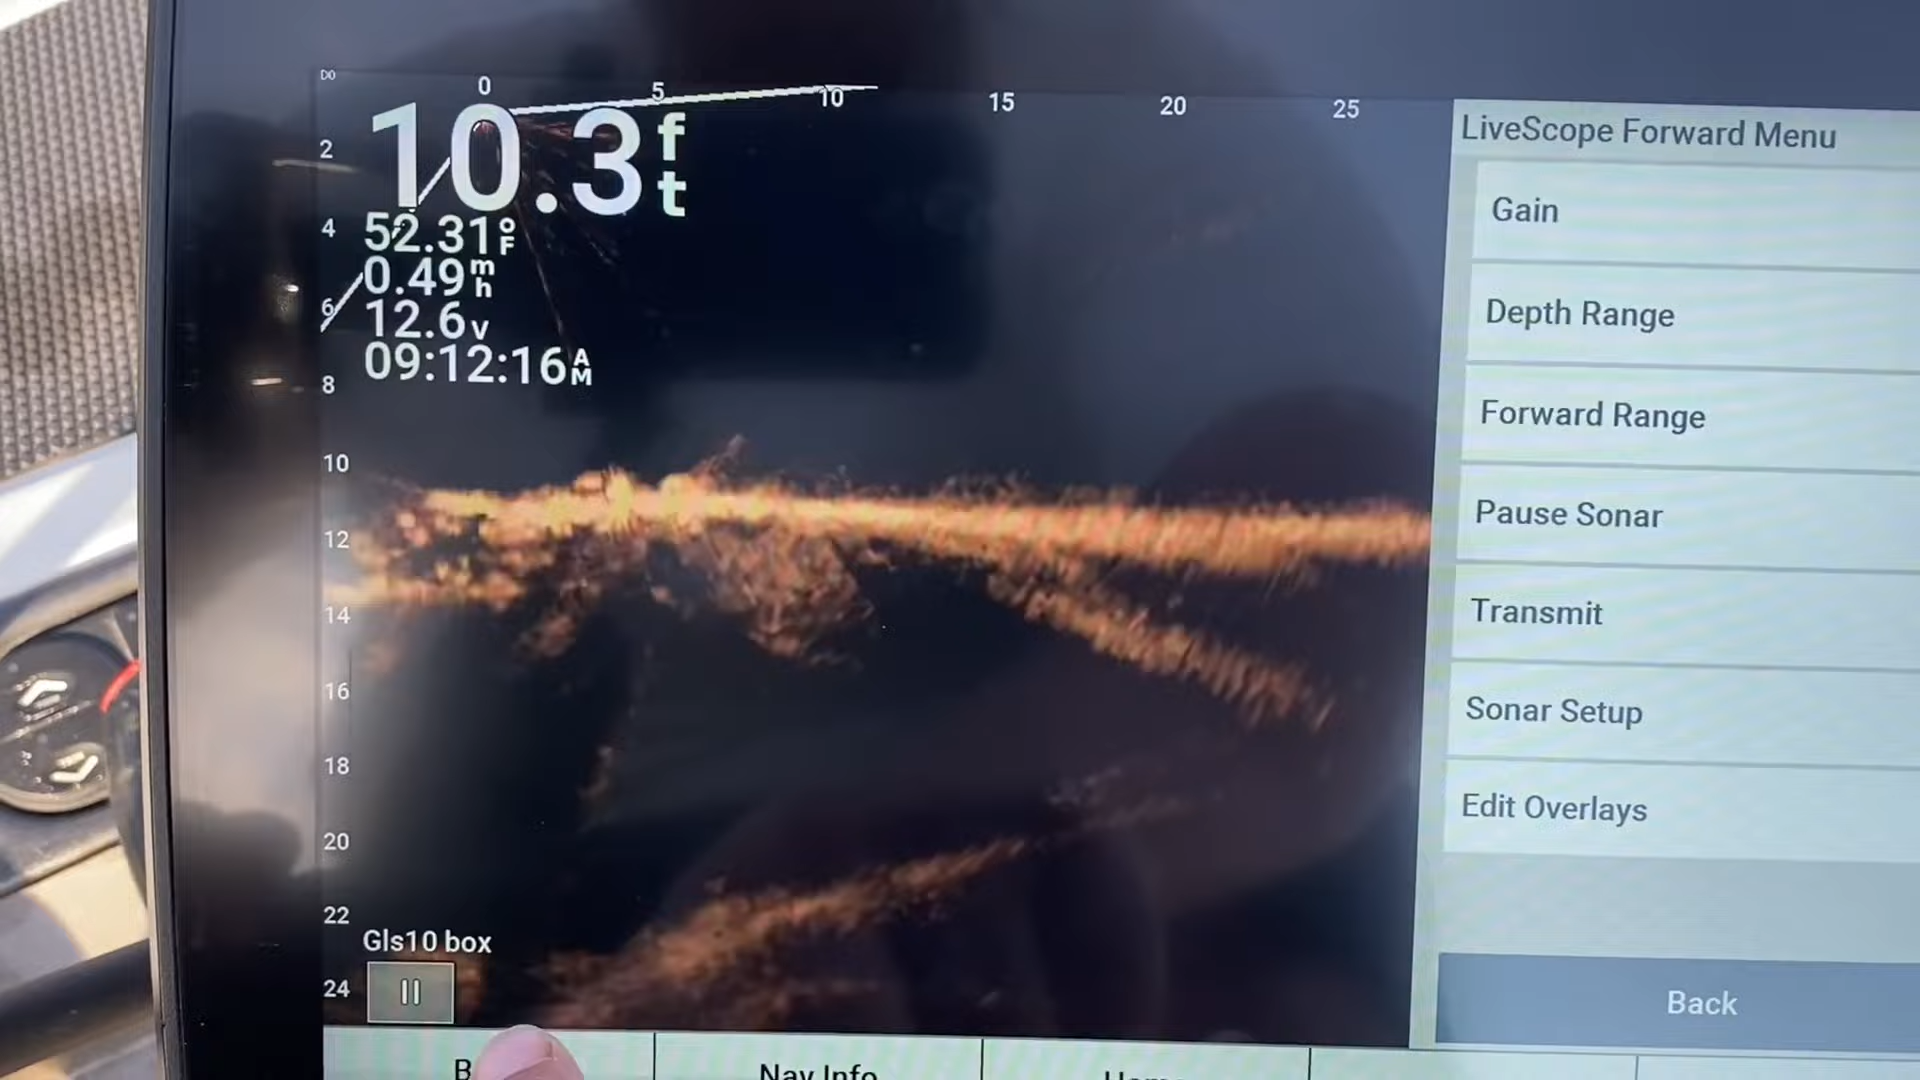 0 5 10 15 20 25
10.3 ft
52.31 °F
0.49 mh
12.6 v
09:12:16 AM
2
4
6
8
10
12
14
16
18
20
22
24
Gls10 box
LiveScope Forward Menu
Gain
Depth Range
Forward Range
Pause Sonar
Transmit
Sonar Setup
Edit Overlays
Back
Nav Info